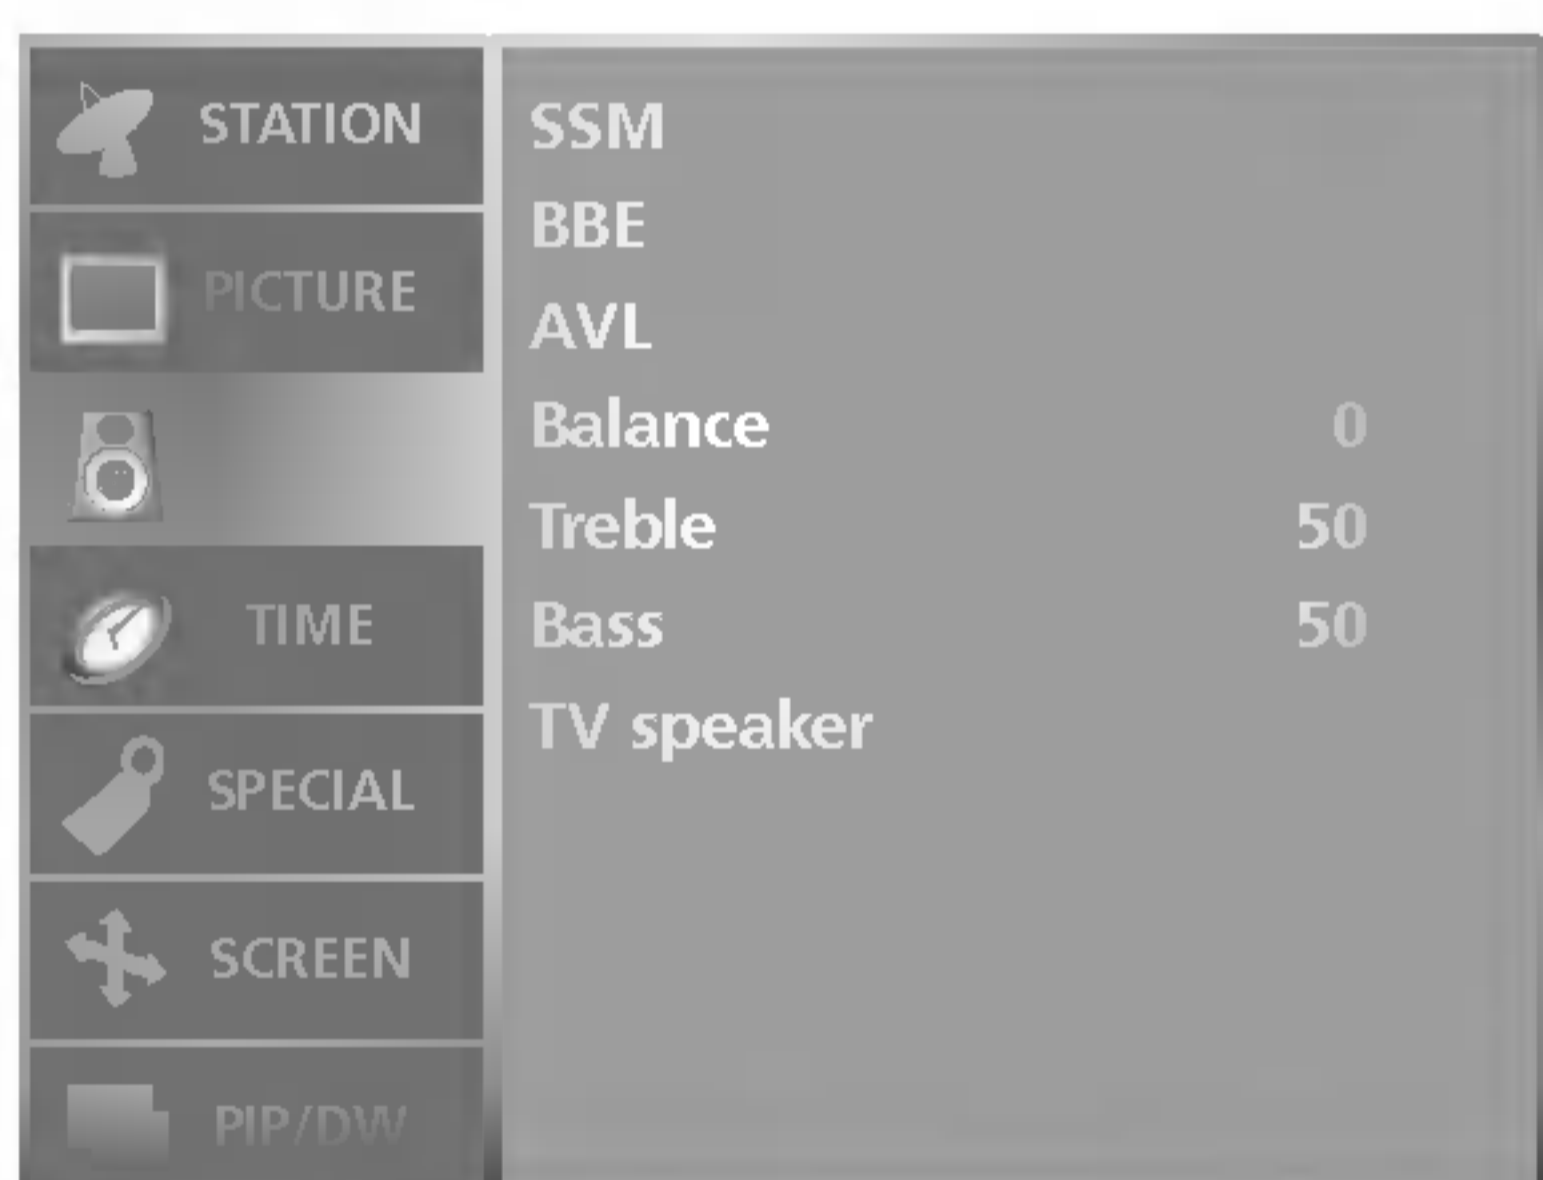 STATION
PICTURE
TIME
SPECIAL
SCREEN
PIP/DW
SSM
BBE
AVL
Balance 0
Treble 50
Bass 50
TV speaker